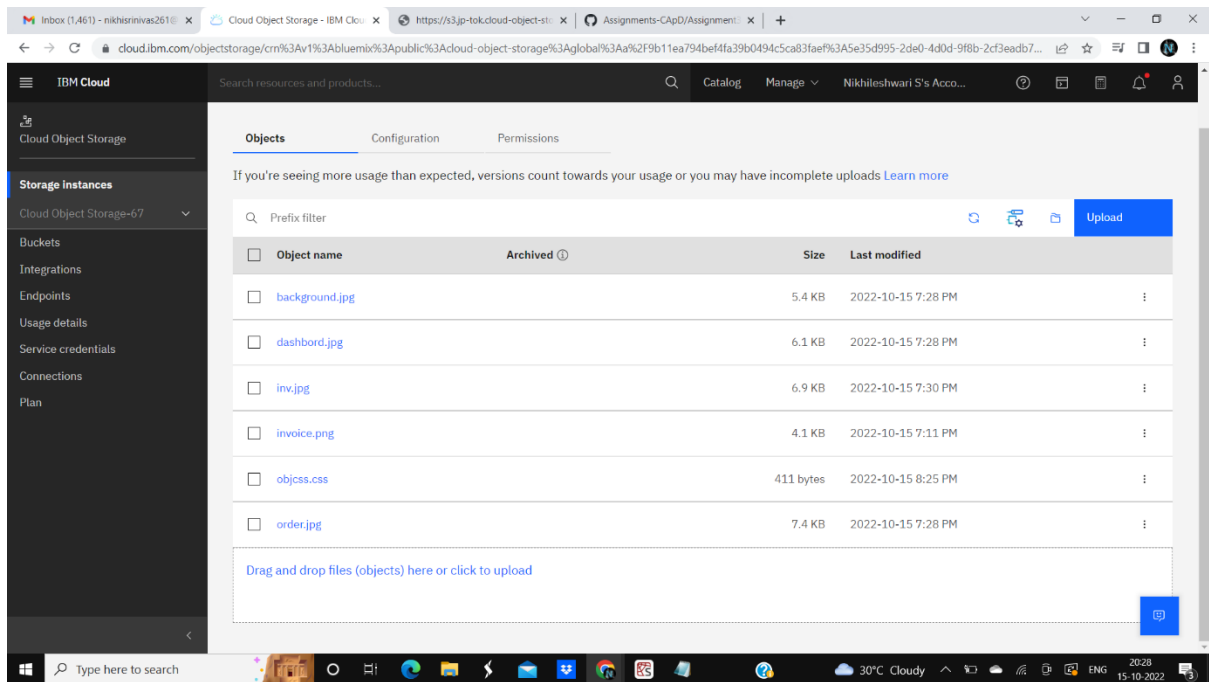 Inbox (1,461) - nikhisrinivas261@
Cloud Object Storage - IBM Clou
https://s3.jp-tok.cloud-object-sto
Assignments-CApD/Assignment
cloud.ibm.com/objectstorage/crn%3Av1%3Abluemix%3Apublic%3Acloud-object-storage%3Aglobal%3Aa%2F9b11ea794bef4fa39b0494c5ca83faef%3A5e35d995-2de0-4d0d-9f8b-2cf3eadb7...
IBM Cloud
Search resources and products...
Catalog
Manage
Nikhileshwari S's Acco...
Cloud Object Storage
Storage instances
Cloud Object Storage-67
Buckets
Integrations
Endpoints
Usage details
Service credentials
Connections
Plan
Objects Configuration Permissions
If you're seeing more usage than expected, versions count towards your usage or you may have incomplete uploads Learn more
Prefix filter
Upload
Object name Archived Size Last modified
background.jpg 5.4 KB 2022-10-15 7:28 PM
dashbord.jpg 6.1 KB 2022-10-15 7:28 PM
inv.jpg 6.9 KB 2022-10-15 7:30 PM
invoice.png 4.1 KB 2022-10-15 7:11 PM
objcss.css 411 bytes 2022-10-15 8:25 PM
order.jpg 7.4 KB 2022-10-15 7:28 PM
Drag and drop files (objects) here or click to upload
Type here to search
30°C Cloudy
ENG
20:28
15-10-2022
3